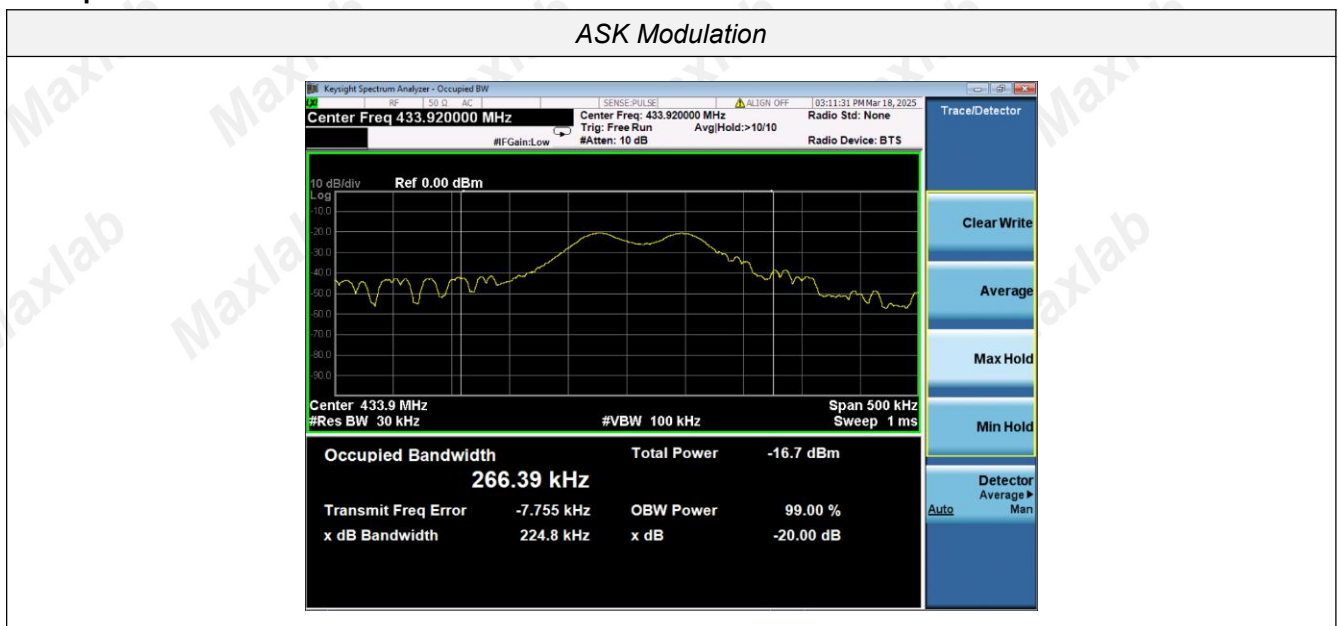 ASK Modulation
Keysight Spectrum Analyzer - Occupied BW
RF 50 Ω AC SENSE:PULSE ALIGN OFF 03:11:31 PM Mar 18, 2025
Center Freq 433.920000 MHz
Center Freq: 433.920000 MHz
Radio Std: None
Trig: Free Run Avg|Hold:>10/10
#IFGain:Low #Atten: 10 dB Radio Device: BTS
10 dB/div Ref 0.00 dBm
Log
-10.0
-20.0
-30.0
-40.0
-50.0
-60.0
-70.0
-80.0
-90.0
Center 433.9 MHz Span 500 kHz
#Res BW 30 kHz #VBW 100 kHz Sweep 1 ms
Occupied Bandwidth Total Power -16.7 dBm
266.39 kHz
Transmit Freq Error -7.755 kHz OBW Power 99.00 %
x dB Bandwidth 224.8 kHz x dB -20.00 dB
Trace/Detector
Clear Write
Average
Max Hold
Min Hold
Detector
Average
Auto Man
Maxlab
Maxlab
Maxlab
Maxlab
Maxlab
Maxlab
Maxlab